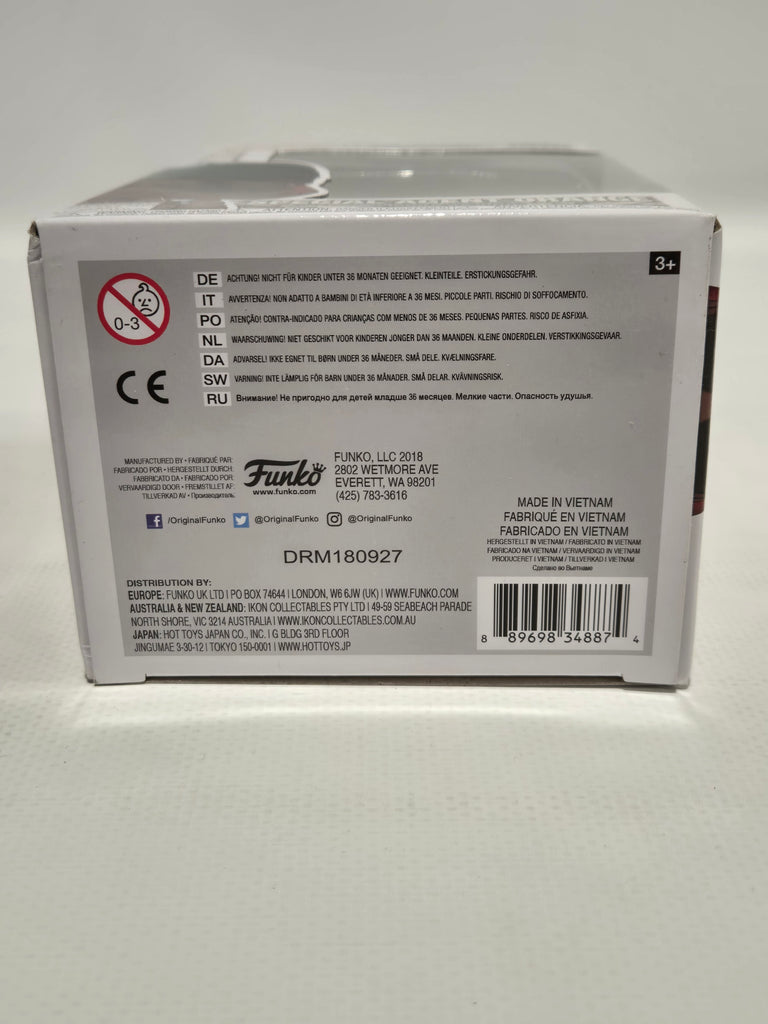 3+
0-3
DE ACHTUNG! NICHT FÜR KINDER UNTER 36 MONATEN GEEIGNET. KLEINTEILE. ERSTICKUNGSGEFAHR.
IT AVVERTENZA! NON ADATTO A BAMBINI DI ETÀ INFERIORE A 36 MESI. PICCOLE PARTI. RISCHIO DI SOFFOCAMENTO.
PO ATENÇÃO! CONTRA-INDICADO PARA CRIANÇAS COM MENOS DE 36 MESES. PEQUENAS PARTES. RISCO DE ASFIXIA.
NL WAARSCHUWING! NIET GESCHIKT VOOR KINDEREN JONGER DAN 36 MAANDEN. KLEINE ONDERDELEN. VERSTIKKINGSGEVAAR.
DA ADVARSEL! IKKE EGNET TIL BØRN UNDER 36 MÅNEDER. SMÅ DELE. KVÆLNINGSFARE.
SW VARNING! INTE LÄMPLIG FÖR BARN UNDER 36 MÅNADER. SMÅ DELAR. KVÄVNINGSRISK.
RU Внимание! Не пригодно для детей младше 36 месяцев. Мелкие части. Опасность удушья.
CE
MANUFACTURED BY • FABRIQUÉ PAR:
FABRICADO POR • HERGESTELLT DURCH:
FABBRICATO DA • FABRICADO POR:
VERVAARDIGD DOOR • FREMSTILLET AF:
TILLVERKAD AV • Производитель:
Funko
www.funko.com
FUNKO, LLC 2018
2802 WETMORE AVE
EVERETT, WA 98201
(425) 783-3616
f /OriginalFunko @OriginalFunko @OriginalFunko
DRM180927
MADE IN VIETNAM
FABRIQUÉ EN VIETNAM
FABRICADO EN VIETNAM
HERGESTELLT IN VIETNAM / FABBRICATO IN VIETNAM
FABRICADO NA VIETNAM / VERVAARDIGD IN VIETNAM
PRODUCERET I VIETNAM / TILLVERKAD I VIETNAM
Сделано во Вьетнаме
DISTRIBUTION BY:
EUROPE: FUNKO UK LTD | PO BOX 74644 | LONDON, W6 6JW (UK) | WWW.FUNKO.COM
AUSTRALIA & NEW ZEALAND: IKON COLLECTABLES PTY LTD | 49-59 SEABEACH PARADE
NORTH SHORE, VIC 3214 AUSTRALIA | WWW.IKONCOLLECTABLES.COM.AU
JAPAN: HOT TOYS JAPAN CO., INC. | G BLDG 3RD FLOOR
JINGUMAE 3-30-12 | TOKYO 150-0001 | WWW.HOTTOYS.JP
8 89698 34887 4